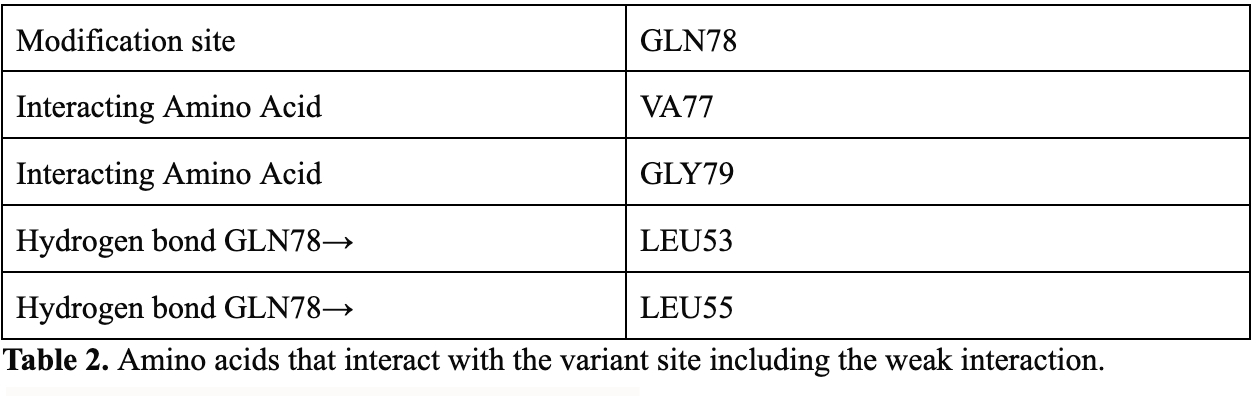 Modification site GLN78
Interacting Amino Acid VA77
Interacting Amino Acid GLY79
Hydrogen bond GLN78→ LEU53
Hydrogen bond GLN78→ LEU55
Table 2. Amino acids that interact with the variant site including the weak interaction.